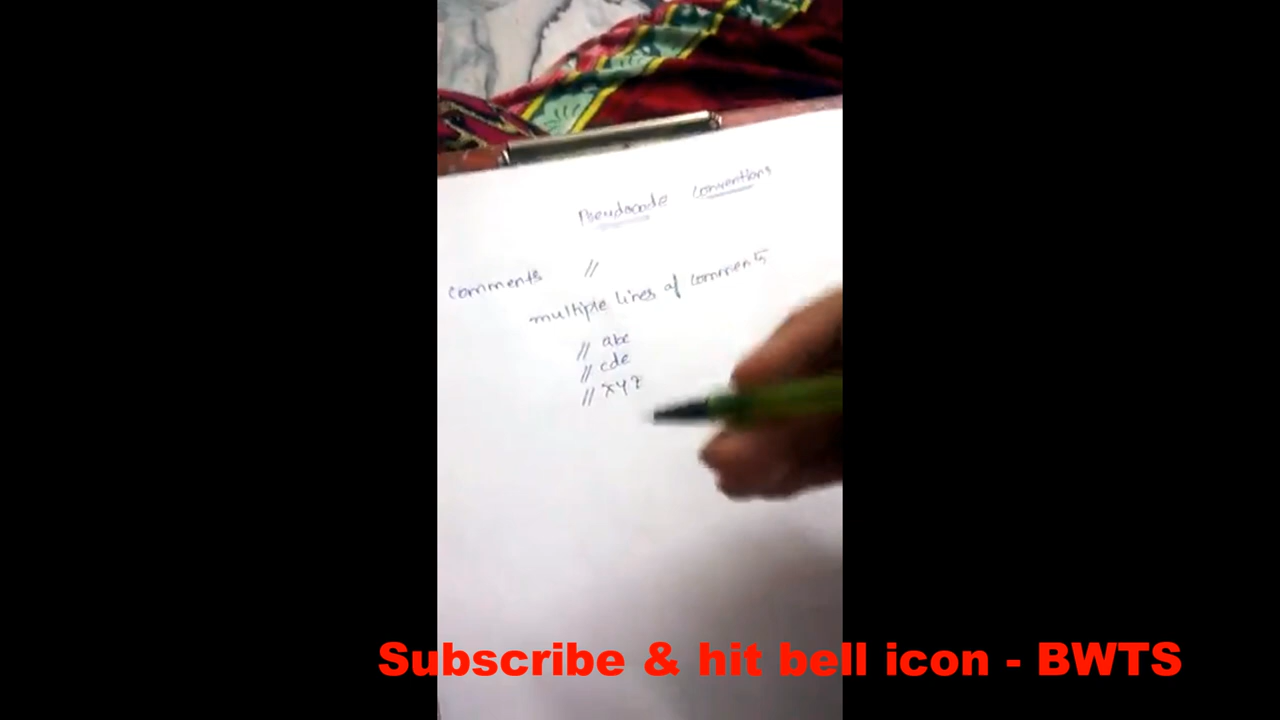 Pseudocode conventions
comments //
multiple lines of comments
// abc
// cde
// xyz
Subscribe & hit bell icon - BWTS